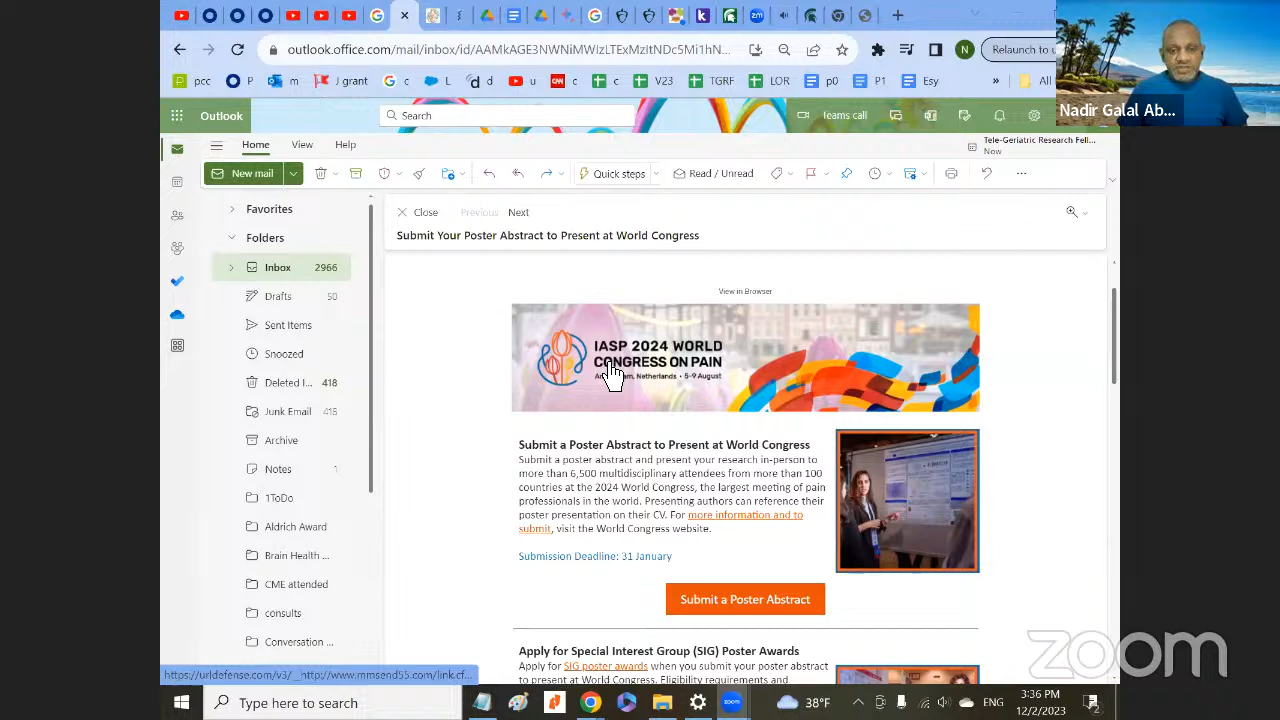 outlook.office.com/mail/inbox/id/AAMkAGE3NWNiMWIzLTExMzItNDc5Mi1hN...
Relaunch to u
pcc
P
m
J grant
c
L
d
u
c
V23
TGRF
LOR
p0
P1
Esy
»
All
Nadir Galal Ab...
Outlook
Search
Teams call
Home
View
Help
Tele-Geriatric Research Fell...
Now
New mail
Quick steps
Read / Unread
Favorites
Close
Previous
Next
Folders
Submit Your Poster Abstract to Present at World Congress
Inbox 2966
Drafts 50
Sent Items
Snoozed
Deleted I... 418
Junk Email 415
Archive
Notes 1
1ToDo
Aldrich Award
Brain Health ...
CME attended
consults
Conversation ...
View in Browser
IASP 2024 WORLD
CONGRESS ON PAIN
Netherlands • 5-9 August
Submit a Poster Abstract to Present at World Congress
Submit a poster abstract and present your research in-person to
more than 6,500 multidisciplinary attendees from more than 100
countries at the 2024 World Congress, the largest meeting of pain
professionals in the world. Presenting authors can reference their
poster presentation on their CV. For more information and to
submit, visit the World Congress website.
Submission Deadline: 31 January
Submit a Poster Abstract
Apply for Special Interest Group (SIG) Poster Awards
Apply for SIG poster awards when you submit your poster abstract
to present at World Congress. Eligibility requirements and
https://urldefense.com/v3/_http://www.mmsend55.com/link.cf...
zoom
Type here to search
zoom
38°F
ENG
3:36 PM
12/2/2023
2